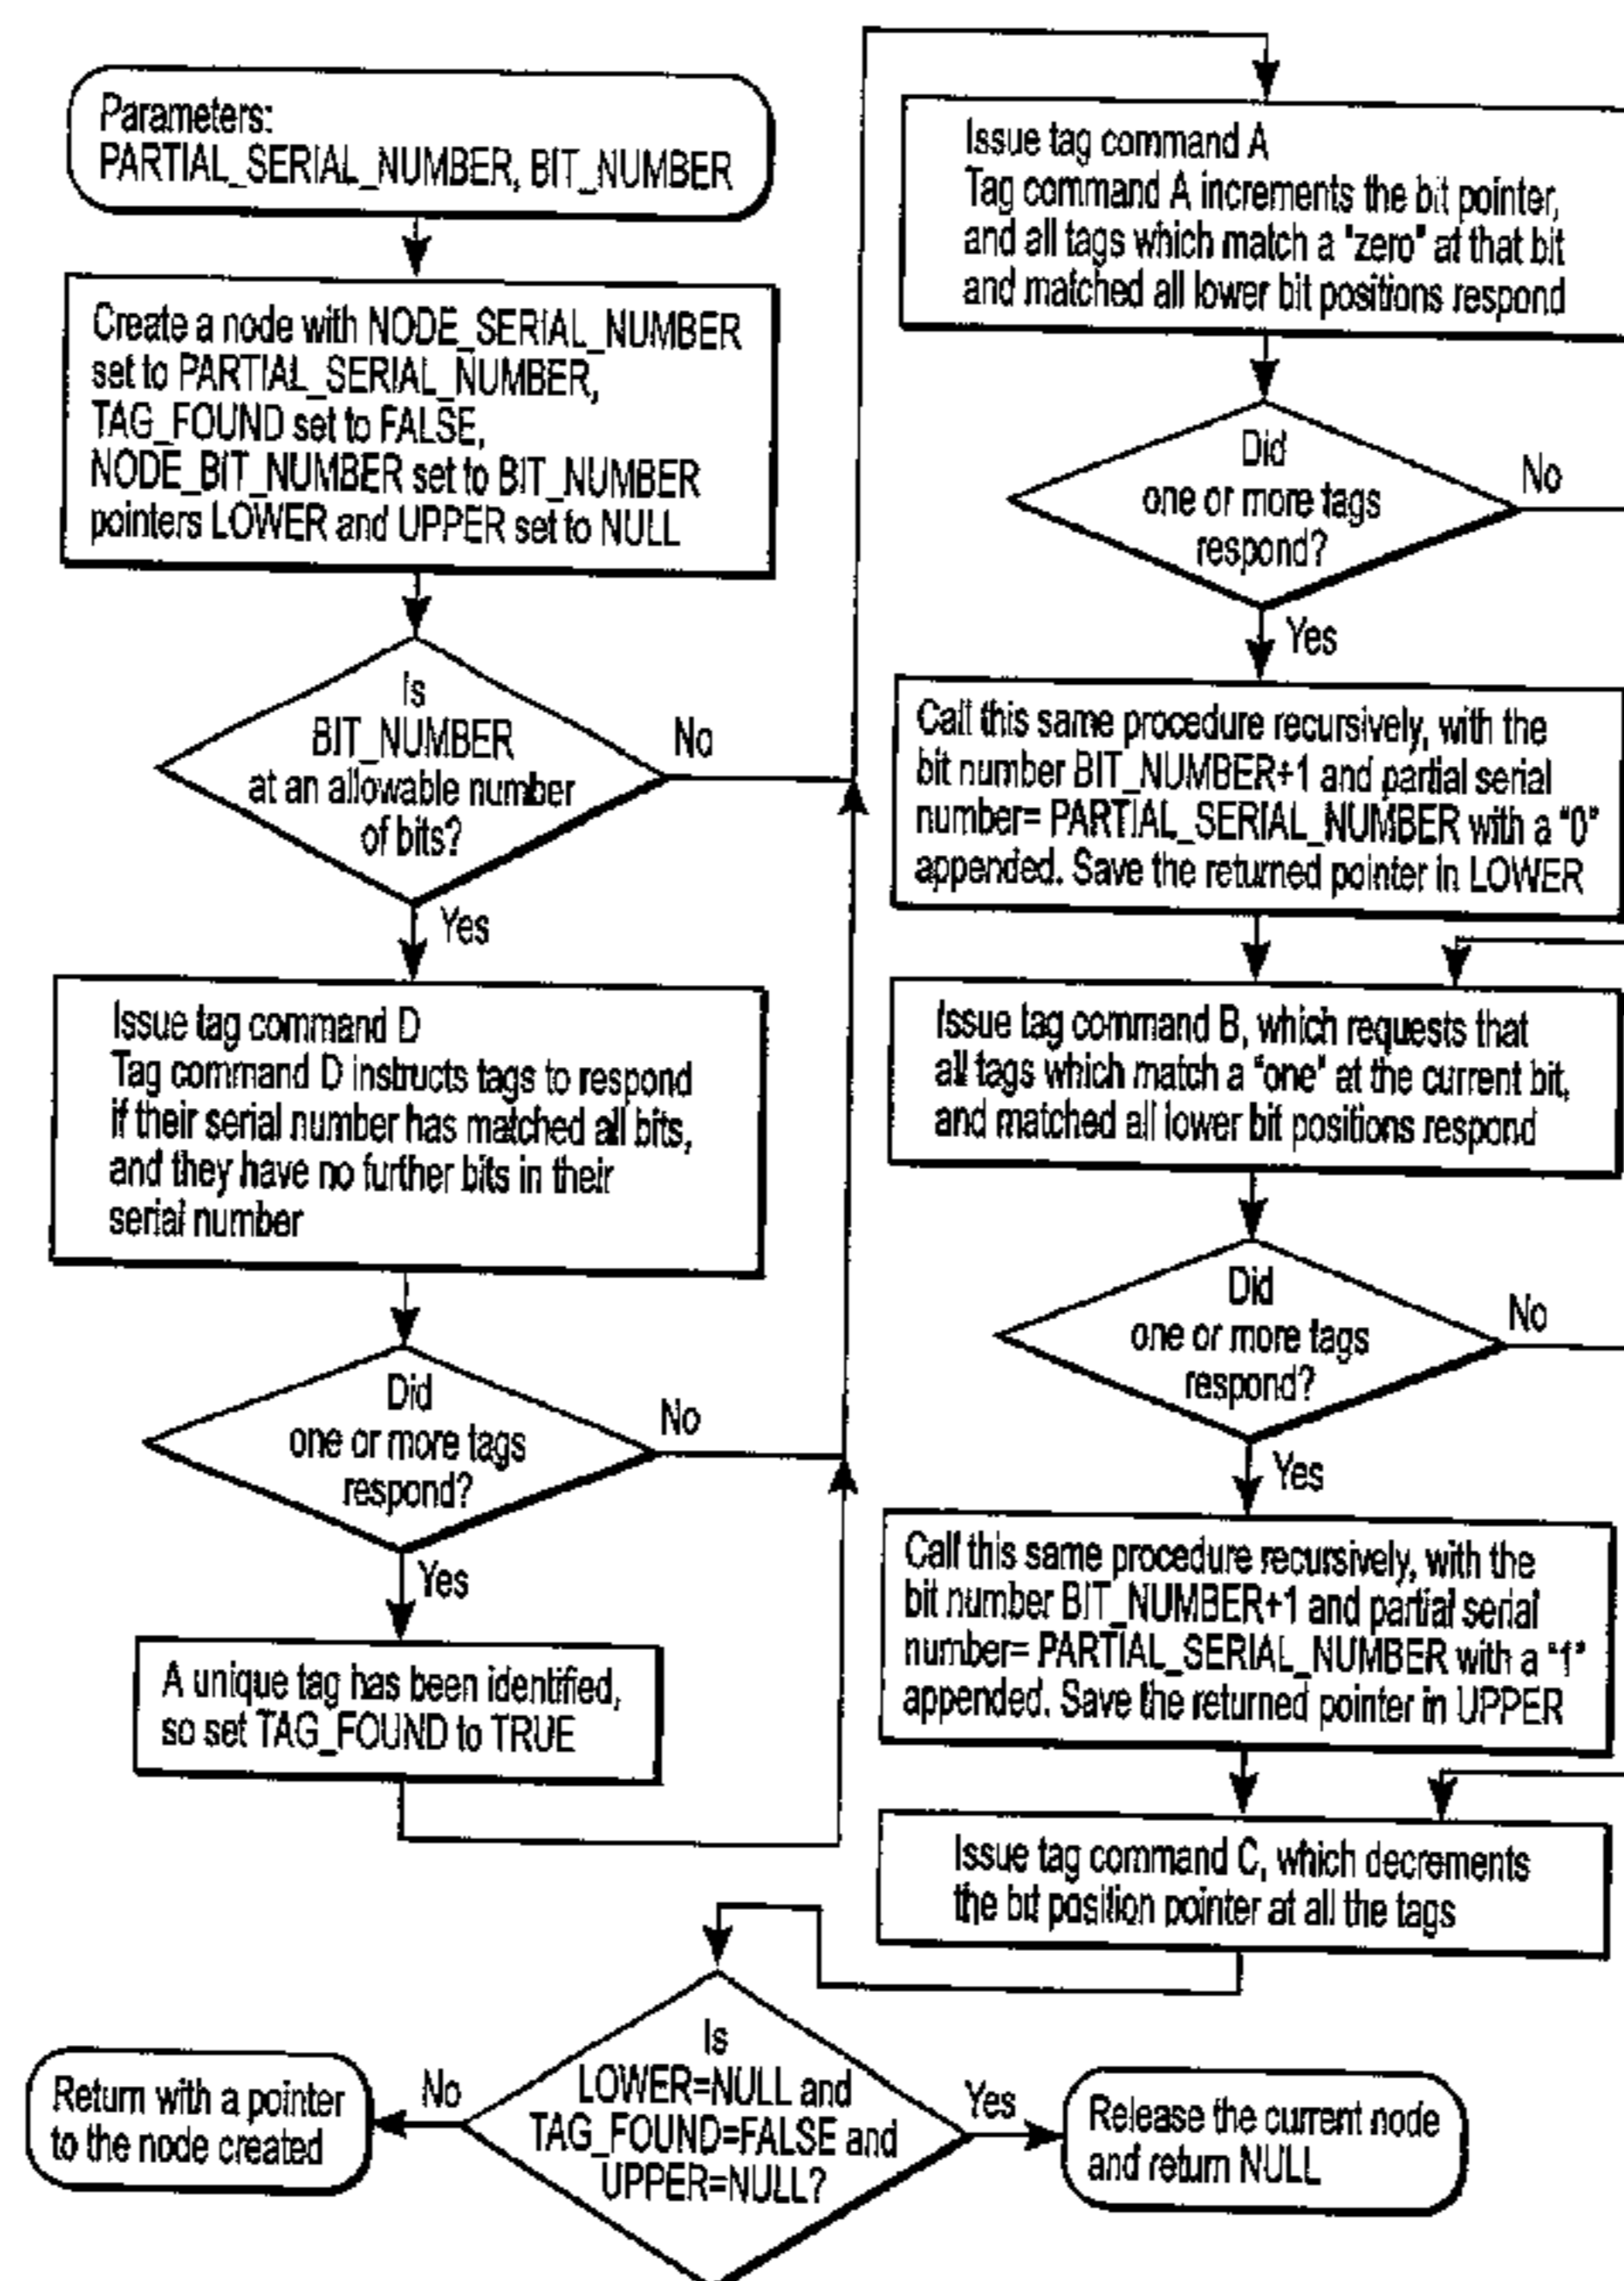 Parameters:
PARTIAL_SERIAL_NUMBER, BIT_NUMBER
Create a node with NODE_SERIAL_NUMBER
set to PARTIAL_SERIAL_NUMBER,
TAG_FOUND set to FALSE,
NODE_BIT_NUMBER set to BIT_NUMBER
pointers LOWER and UPPER set to NULL
Is
BIT_NUMBER
at an allowable number
of bits?
No
Yes
Issue tag command D
Tag command D instructs tags to respond
if their serial number has matched all bits,
and they have no further bits in their
serial number
Did
one or more tags
respond?
No
Yes
A unique tag has been identified,
so set TAG_FOUND to TRUE
Issue tag command A
Tag command A increments the bit pointer,
and all tags which match a "zero" at that bit
and matched all lower bit positions respond
Did
one or more tags
respond?
No
Yes
Call this same procedure recursively, with the
bit number BIT_NUMBER+1 and partial serial
number= PARTIAL_SERIAL_NUMBER with a "0"
appended. Save the returned pointer in LOWER
Issue tag command B, which requests that
all tags which match a "one" at the current bit,
and matched all lower bit positions respond
Did
one or more tags
respond?
No
Yes
Call this same procedure recursively, with the
bit number BIT_NUMBER+1 and partial serial
number= PARTIAL_SERIAL_NUMBER with a "1"
appended. Save the returned pointer in UPPER
Issue tag command C, which decrements
the bit position pointer at all the tags
Is
LOWER=NULL and
TAG_FOUND=FALSE and
UPPER=NULL?
No
Yes
Return with a pointer
to the node created
Release the current node
and return NULL